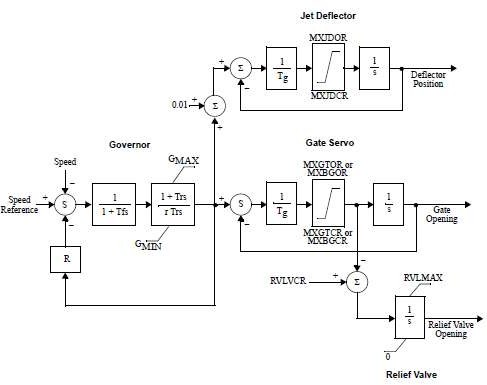 Jet Deflector
MXJDOR
+
Σ
1
Tg
1
s
−
MXJDCR
Deflector
Position
0.01
+
Σ
+
Governor
Gate Servo
Speed
GMAX
MXGTOR or
MXBGOR
−
Speed
Reference
+
S
1
1 + Tfs
1 + Trs
r Trs
+
S
1
Tg
1
s
Gate
Opening
−
−
GMIN
MXGTCR or
MXBGCR
R
−
RVLVCR
+
Σ
RVLMAX
1
s
Relief Valve
Opening
0
Relief Valve